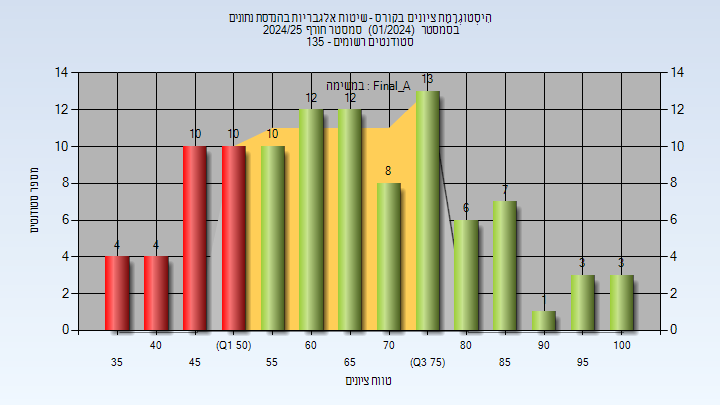 היסטוגרמת ציונים בקורס - שיטות אלגבריות בהנדסת נתונים
בסמסטר (01/2024) סמסטר חורף 2024/25
סטודנטים רשומים - 135
במשימה : Final_A
מספר סטודנטים
14 14
12 12
10 10
8 8
6 6
4 4
2 2
0 0
4 4 10 10 10 12 12 8 13 6 7 1 3 3
40 (Q1 50) 60 70 80 90 100
35 45 55 65 (Q3 75) 85 95
טווח ציונים